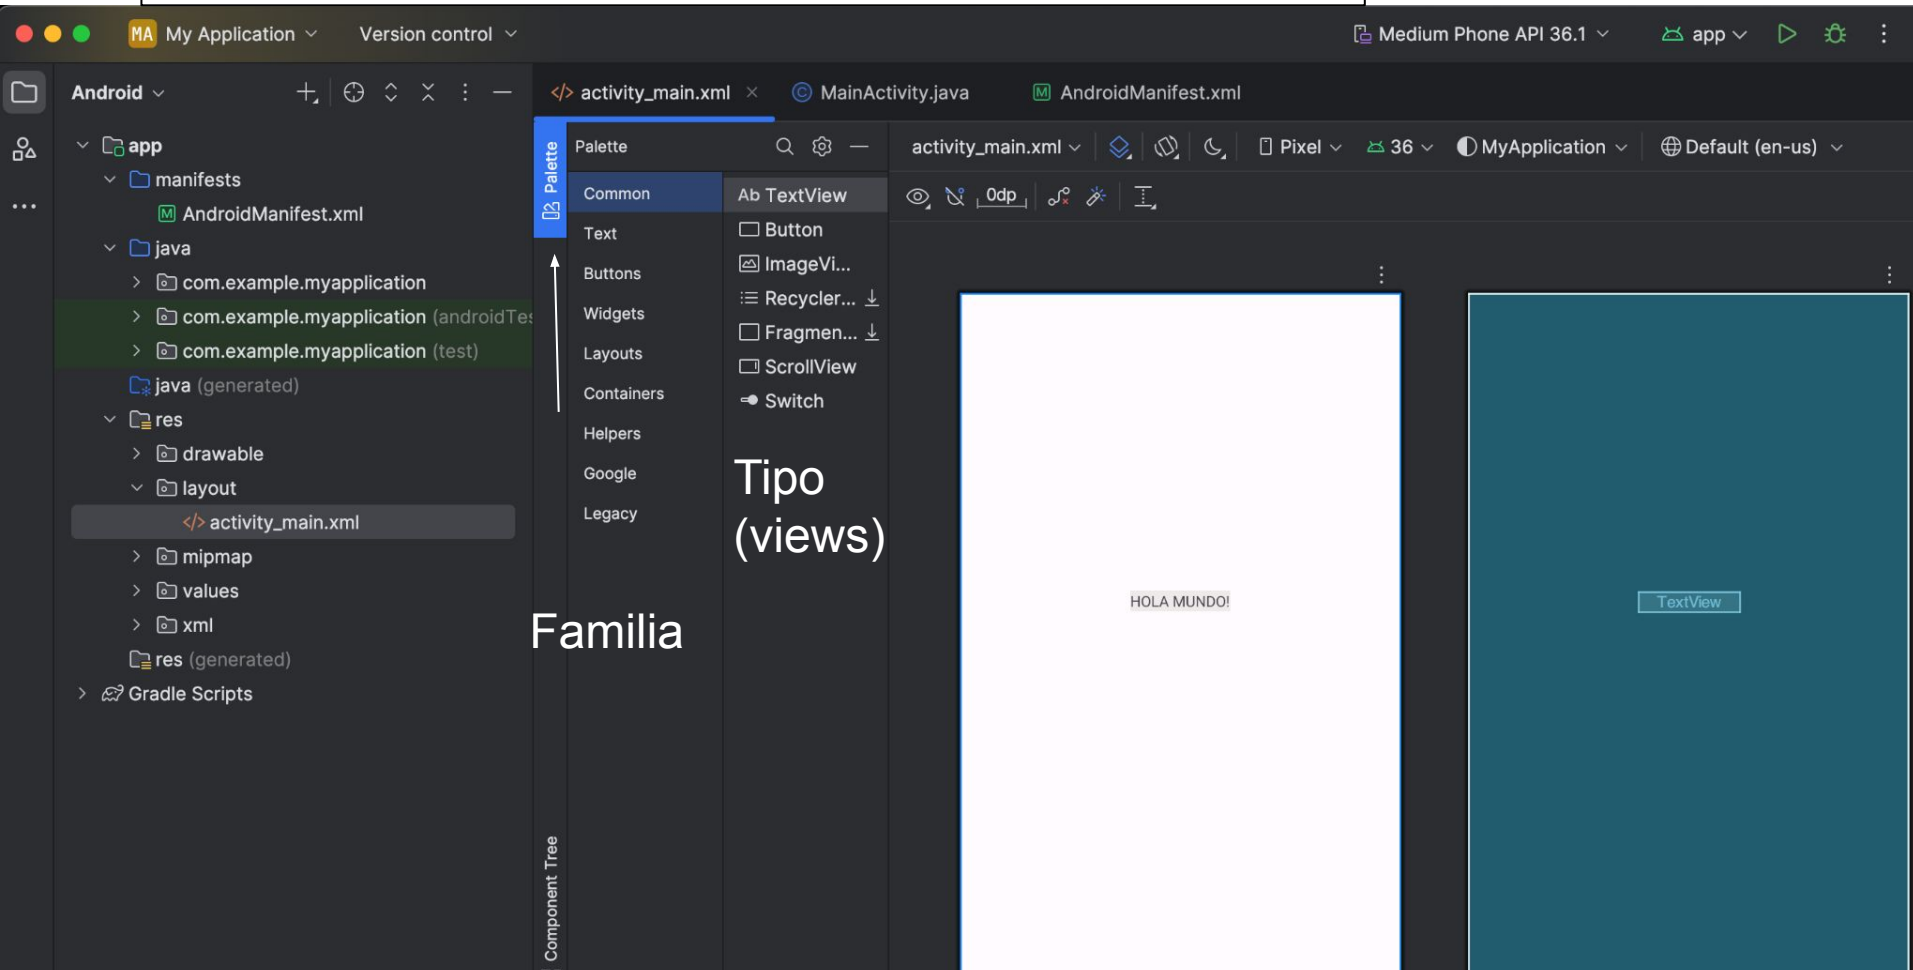 MA My Application
Version control
Medium Phone API 36.1
app
Android
activity_main.xml
MainActivity.java
AndroidManifest.xml
app
manifests
AndroidManifest.xml
java
com.example.myapplication
com.example.myapplication (androidTes
com.example.myapplication (test)
java (generated)
res
drawable
layout
activity_main.xml
mipmap
values
xml
res (generated)
Gradle Scripts
Palette
Component Tree
Palette
Common
Text
Buttons
Widgets
Layouts
Containers
Helpers
Google
Legacy
Familia
Ab TextView
Button
ImageVi...
Recycler...
Fragmen...
ScrollView
Switch
Tipo
(views)
activity_main.xml
Pixel
36
MyApplication
Default (en-us)
0dp
HOLA MUNDO!
TextView